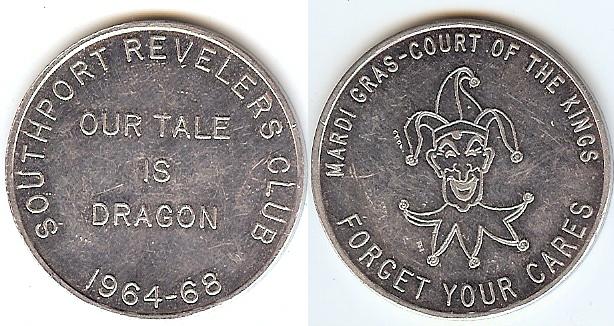 SOUTHPORT REVELERS CLUB
OUR TALE
IS
DRAGON
1964-68
MARDI GRAS-COURT OF THE KINGS
FORGET YOUR CARES